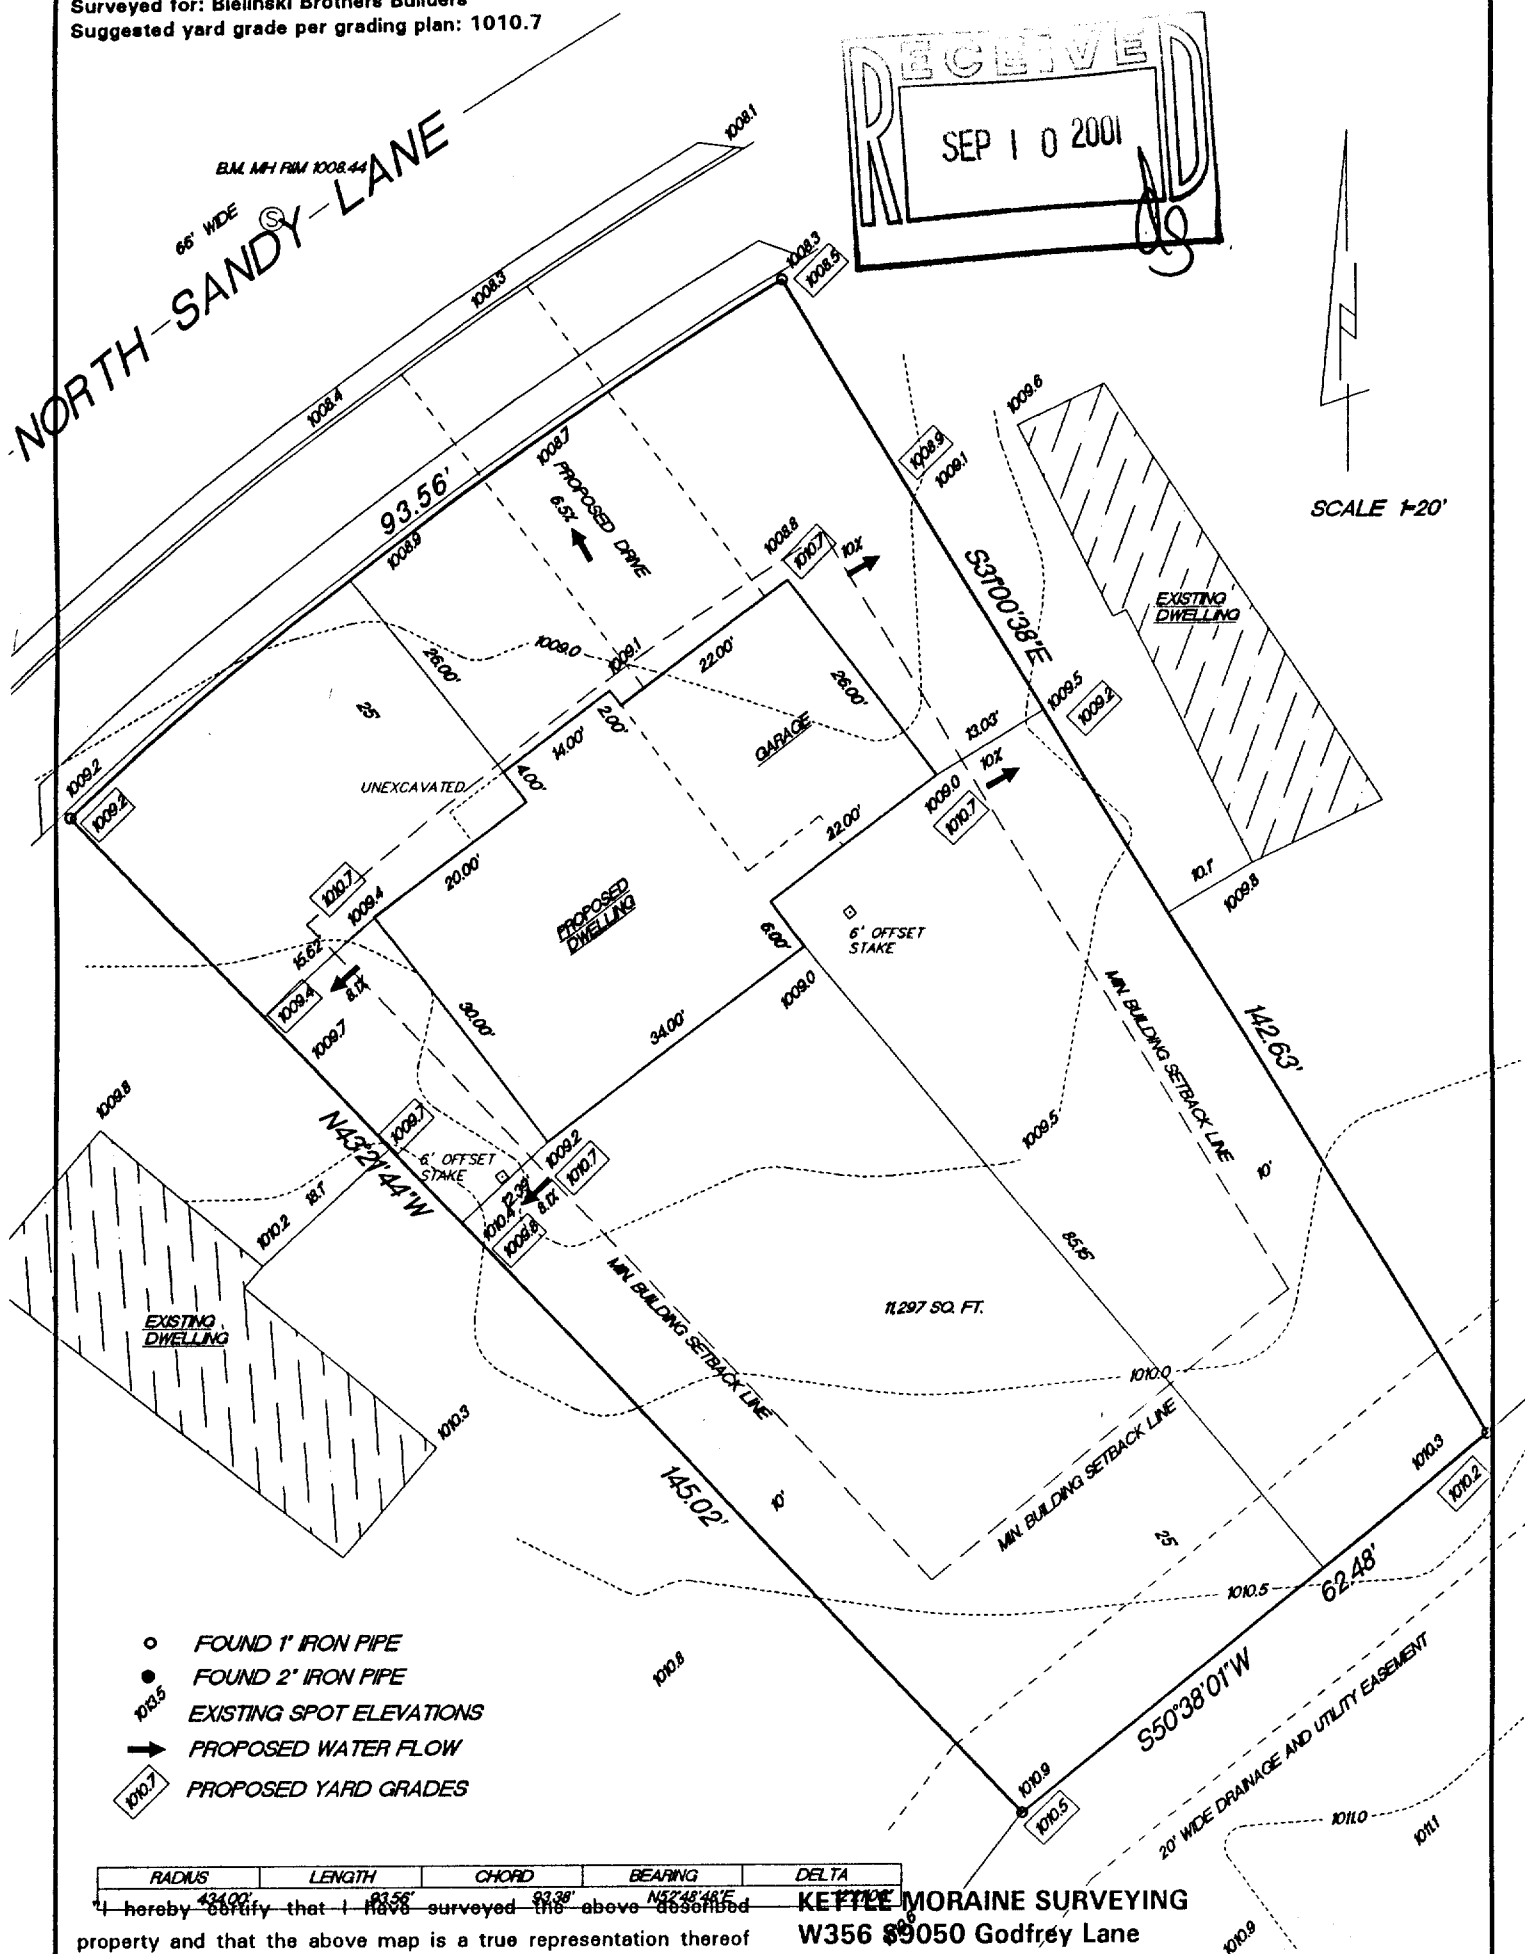 Surveyed for: Bielinski Brothers Builders
Suggested yard grade per grading plan: 1010.7
RECEIVED
SEP 10 2001
B.M. MH RIM 1008.44
66' WIDE
S
NORTH SANDY LANE
1008.1
1008.3
1008.5
1008.3
1008.4
1009.6
SCALE 1"=20'
93.56'
1008.7
1008.9
PROPOSED DRIVE
6.5%
1008.9
1009.1
1008.8
1010.7
10%
S31°00'38"E
EXISTING
DWELLING
1009.0
1009.1
26.00'
25'
22.00'
26.00'
2.00'
14.00'
4.00'
GARAGE
13.03'
1009.5
1009.2
10%
1009.0
1010.7
1009.2
1009.2
UNEXCAVATED
20.00'
22.00'
1010.7
1009.4
10.1'
1009.8
PROPOSED
DWELLING
6.00'
6' OFFSET
STAKE
15.62'
8.1%
1009.4
1009.7
30.00'
34.00'
1009.0
MIN. BUILDING SETBACK LINE
142.63'
1009.8
N43°21'44"W
1009.7
6' OFFSET
STAKE
1009.2
1010.7
12.39'
8.1%
1010.4
1009.8
1009.5
10'
18.1'
1010.2
85.15'
MIN. BUILDING SETBACK LINE
11,297 SQ. FT.
EXISTING
DWELLING
1010.3
1010.0
MIN. BUILDING SETBACK LINE
1010.3
1010.2
145.02'
10'
25'
1010.5
62.48'
1010.8
S50°38'01"W
20' WIDE DRAINAGE AND UTILITY EASEMENT
1010.9
1010.5
1011.0
1011.1
FOUND 1" IRON PIPE
FOUND 2" IRON PIPE
1013.5 EXISTING SPOT ELEVATIONS
PROPOSED WATER FLOW
1010.7 PROPOSED YARD GRADES
RADIUS LENGTH CHORD BEARING DELTA
434.00' 93.56' 93.38' N52°48'48"E
"I hereby certify that I have surveyed the above described
property and that the above map is a true representation thereof
KETTLE MORAINE SURVEYING
W356 S9050 Godfrey Lane
1010.9